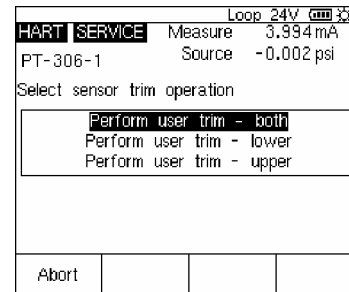 Loop 24V
HART SERVICE Measure 3.994 mA
PT-306-1 Source -0.002 psi
Select sensor trim operation
Perform user trim - both
Perform user trim - lower
Perform user trim - upper
Abort